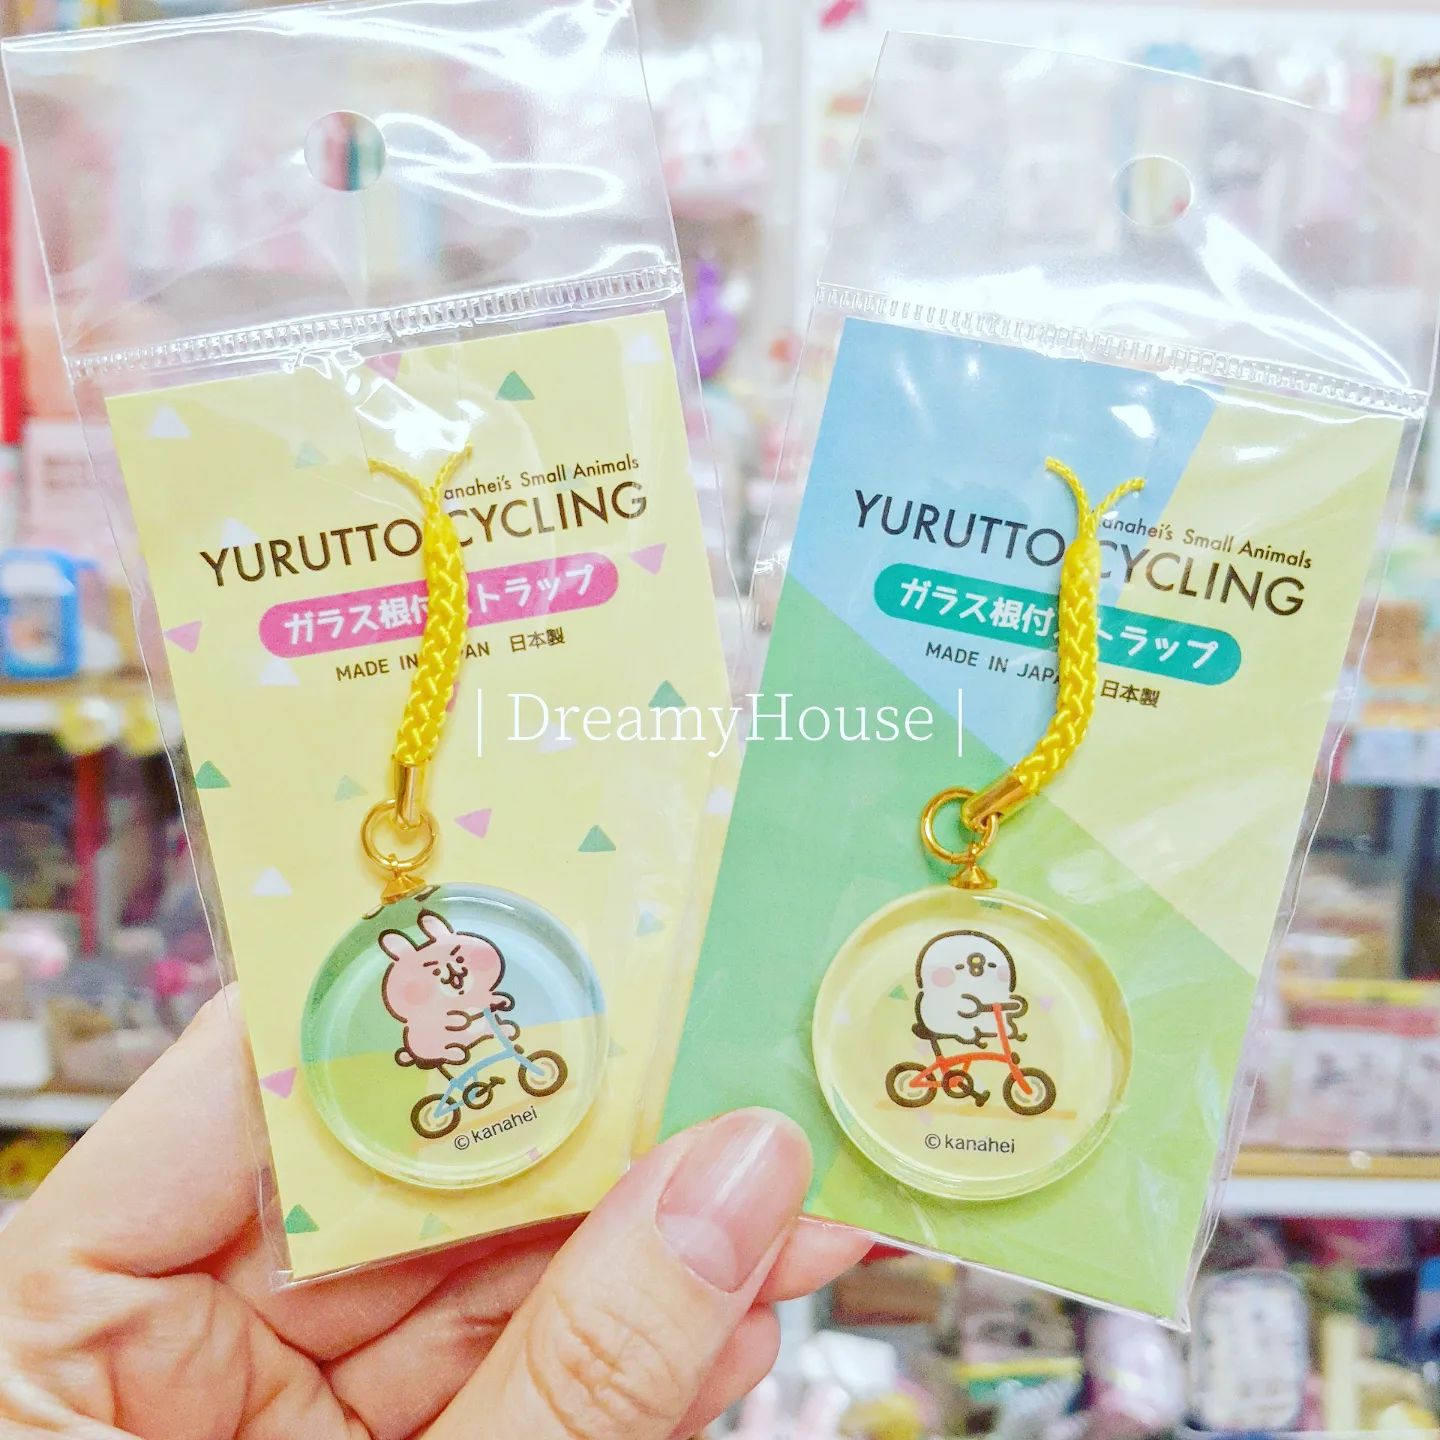 anahei's Small Animals
YURUTTO CYCLING
ガラス根付ストラップ
MADE IN JAPAN 日本製
©kanahei
anahei's Small Animals
YURUTTO CYCLING
ガラス根付ストラップ
MADE IN JAPAN 日本製
©kanahei
| DreamyHouse |